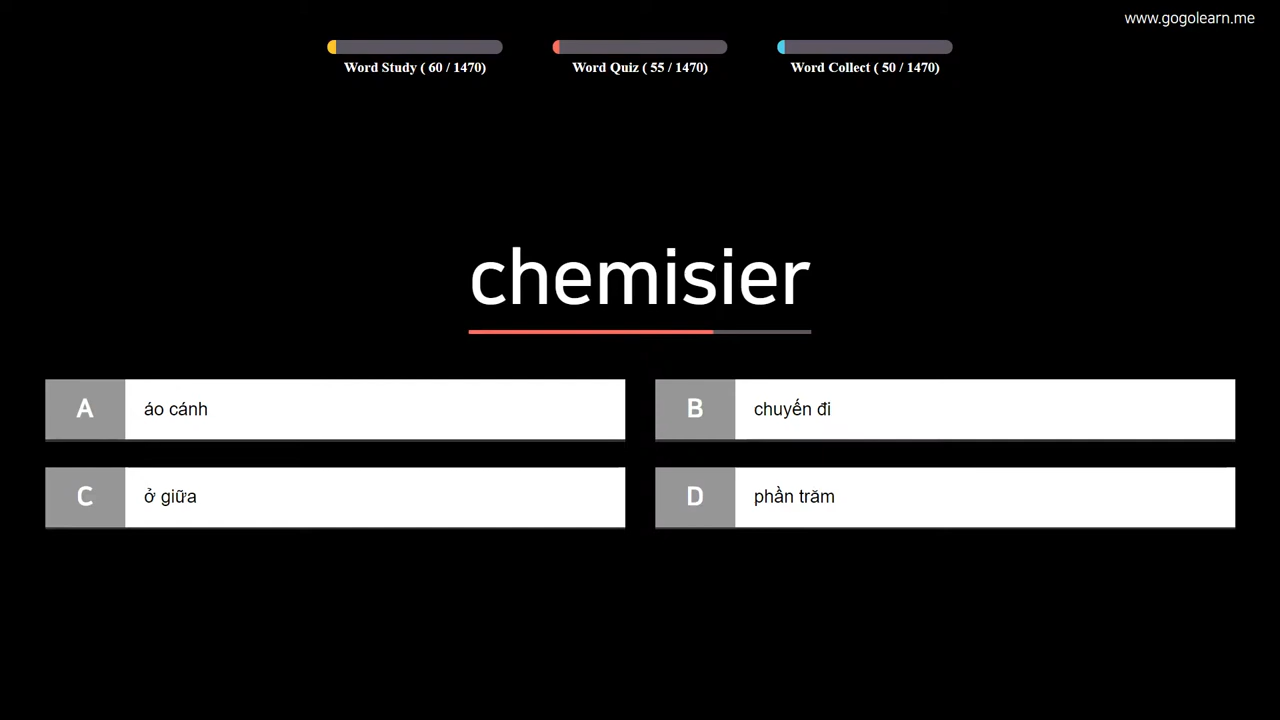 www.gogolearn.me
Word Study ( 60 / 1470)
Word Quiz ( 55 / 1470)
Word Collect ( 50 / 1470)
chemisier
A áo cánh
B chuyến đi
C ở giữa
D phần trăm